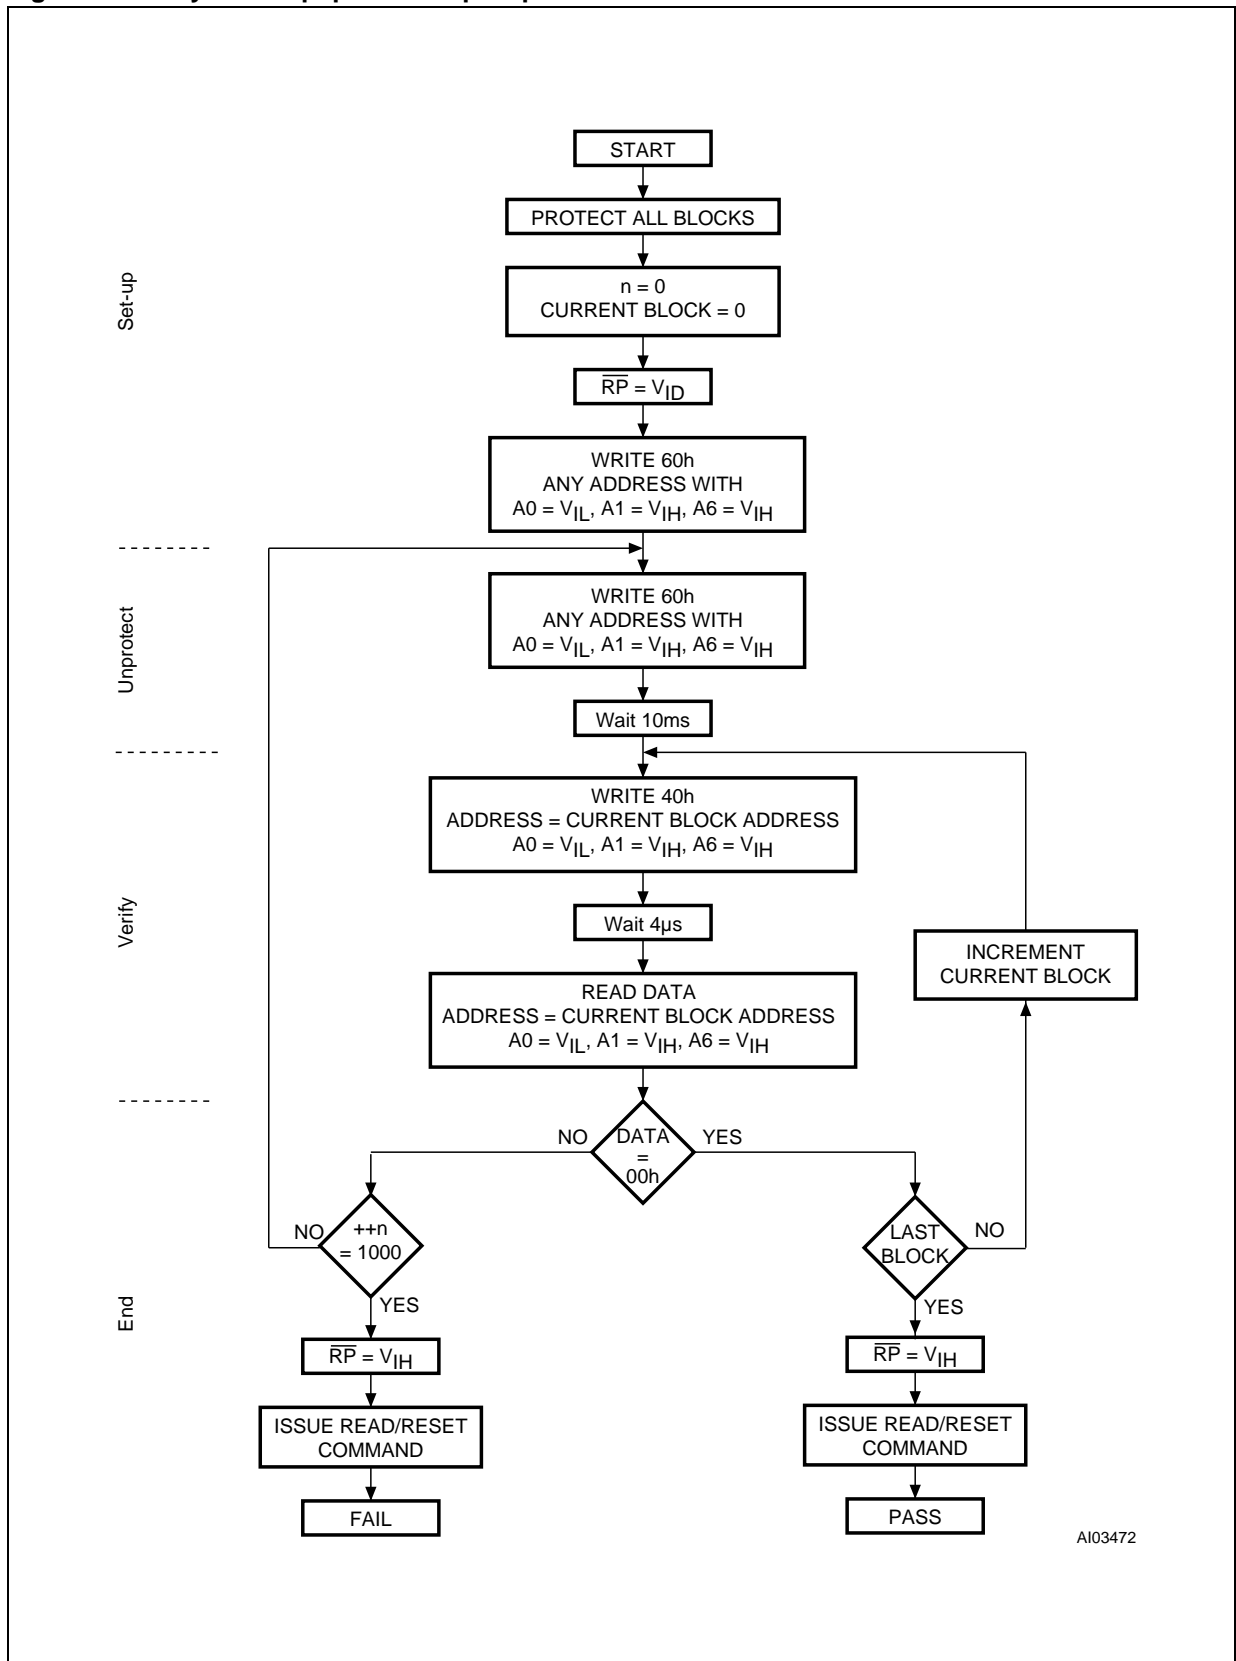 START
PROTECT ALL BLOCKS
n = 0
CURRENT BLOCK = 0
Set-up
RP = VID
WRITE 60h
ANY ADDRESS WITH
A0 = VIL, A1 = VIH, A6 = VIH
Unprotect
WRITE 60h
ANY ADDRESS WITH
A0 = VIL, A1 = VIH, A6 = VIH
Wait 10ms
Verify
WRITE 40h
ADDRESS = CURRENT BLOCK ADDRESS
A0 = VIL, A1 = VIH, A6 = VIH
Wait 4µs
INCREMENT
CURRENT BLOCK
READ DATA
ADDRESS = CURRENT BLOCK ADDRESS
A0 = VIL, A1 = VIH, A6 = VIH
End
NO
DATA
=
00h
YES
NO
++n
= 1000
YES
LAST
BLOCK
NO
YES
RP = VIH
RP = VIH
ISSUE READ/RESET
COMMAND
ISSUE READ/RESET
COMMAND
FAIL
PASS
AI03472